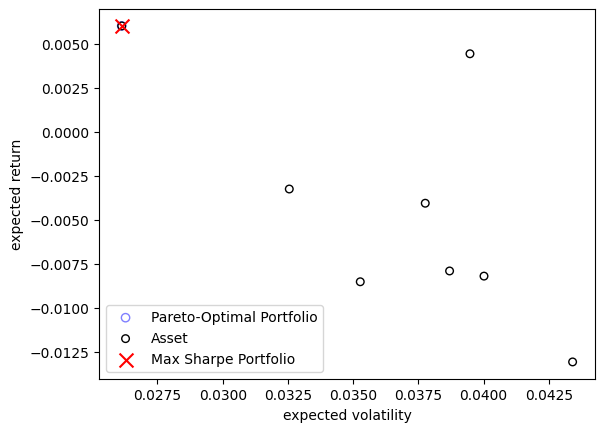 0.0050
0.0025
0.0000
−0.0025
−0.0050
−0.0075
−0.0100
−0.0125
expected return
Pareto-Optimal Portfolio
Asset
Max Sharpe Portfolio
0.0275 0.0300 0.0325 0.0350 0.0375 0.0400 0.0425
expected volatility